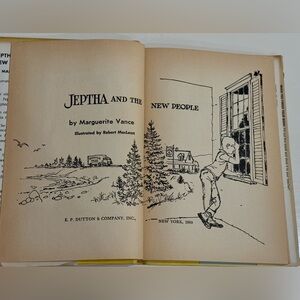 JEPTHA AND THE NEW PEOPLE
by Marguerite Vance
Illustrated by Robert MacLean
E. P. DUTTON & COMPANY, INC., NEW YORK, 1960